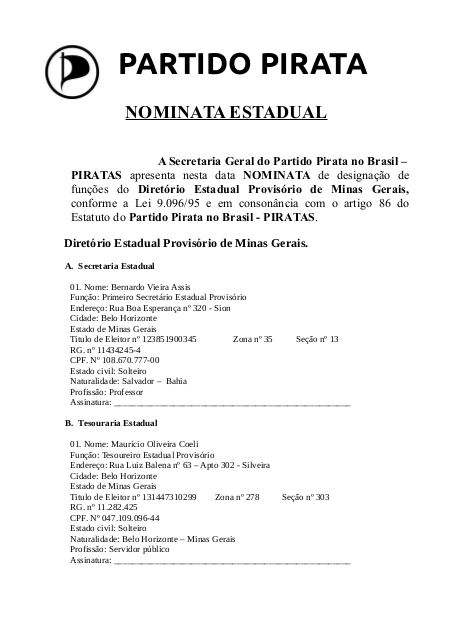 PARTIDO PIRATA
NOMINATA ESTADUAL
A Secretaria Geral do Partido Pirata no Brasil –
PIRATAS apresenta nesta data NOMINATA de designação de
funções do Diretório Estadual Provisório de Minas Gerais,
conforme a Lei 9.096/95 e em consonância com o artigo 86 do
Estatuto do Partido Pirata no Brasil - PIRATAS.
Diretório Estadual Provisório de Minas Gerais.
A. Secretaria Estadual
01. Nome: Bernardo Vieira Assis
Função: Primeiro Secretário Estadual Provisório
Endereço: Rua Boa Esperança nº 320 - Sion
Cidade: Belo Horizonte
Estado de Minas Gerais
Titulo de Eleitor nº 123851900345 Zona nº 35 Seção nº 13
RG. nº 11434245-4
CPF. Nº 108.670.777-00
Estado civil: Solteiro
Naturalidade: Salvador – Bahia
Profissão: Professor
Assinatura: ____________________________________________________
B. Tesouraria Estadual
01. Nome: Maurício Oliveira Coeli
Função: Tesoureiro Estadual Provisório
Endereço: Rua Luiz Balena nº 63 – Apto 302 - Silveira
Cidade: Belo Horizonte
Estado de Minas Gerais
Titulo de Eleitor nº 131447310299 Zona nº 278 Seção nº 303
RG. nº 11.282.425
CPF. Nº 047.109.096-44
Estado civil: Solteiro
Naturalidade: Belo Horizonte – Minas Gerais
Profissão: Servidor público
Assinatura: ____________________________________________________